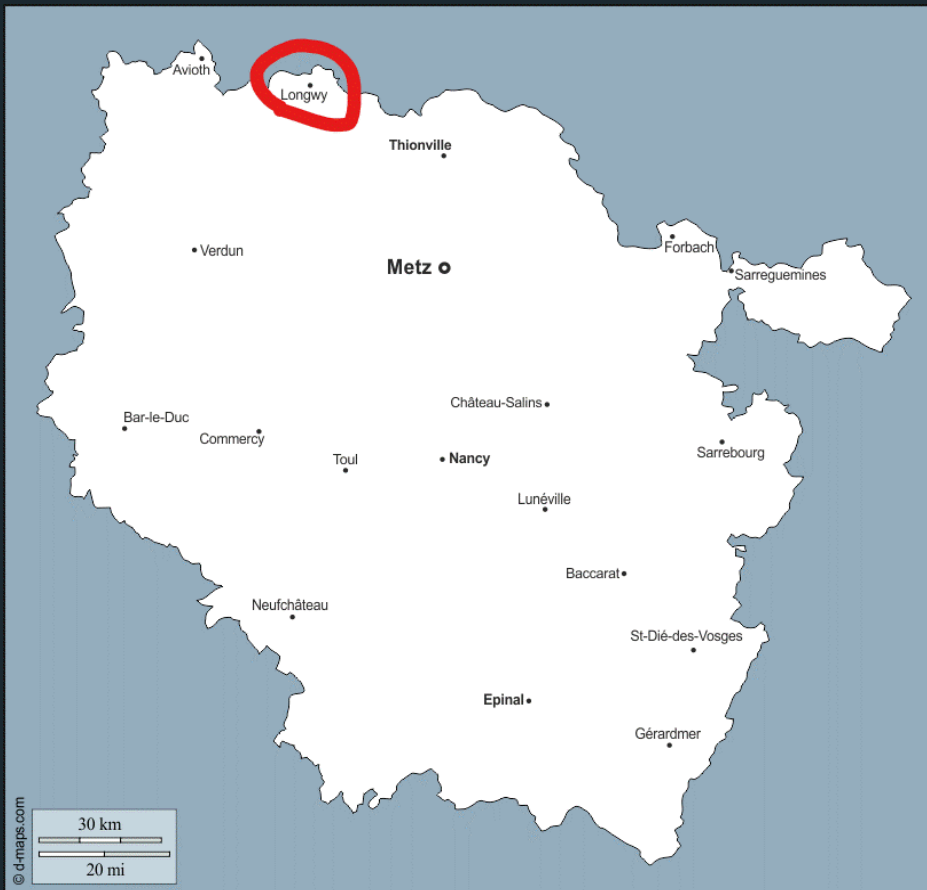 Avioth
Longwy
Thionville
Verdun
Metz
Forbach
Sarreguemines
Château-Salins
Bar-le-Duc
Commercy
Toul
Nancy
Sarrebourg
Lunéville
Baccarat
Neufchâteau
St-Dié-des-Vosges
Epinal
Gérardmer
30 km
20 mi
© d-maps.com